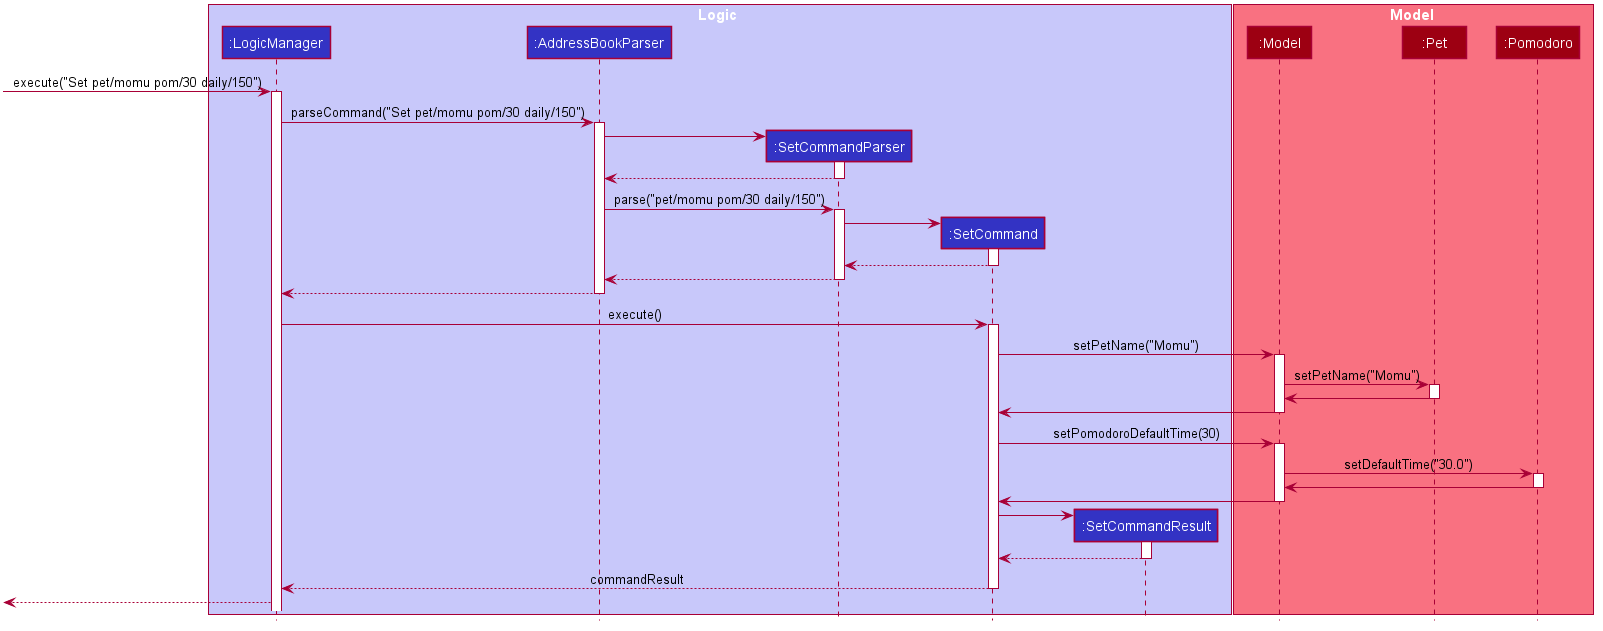 Logic
Model
:LogicManager
:AddressBookParser
:Model
:Pet
:Pomodoro
execute("Set pet/momu pom/30 daily/150")
parseCommand("Set pet/momu pom/30 daily/150")
:SetCommandParser
parse("pet/momu pom/30 daily/150")
:SetCommand
execute()
setPetName("Momu")
setPetName("Momu")
setPomodoroDefaultTime(30)
setDefaultTime("30.0")
:SetCommandResult
commandResult